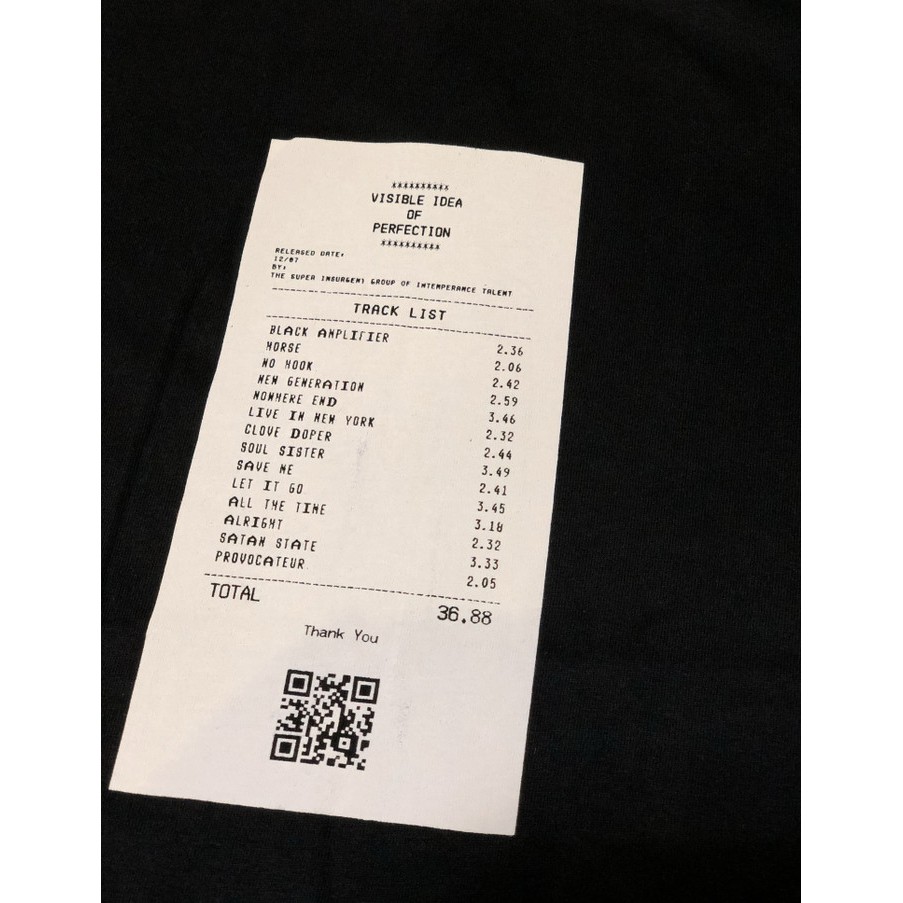 **********
VISIBLE IDEA
OF
PERFECTION
**********
RELEASED DATE:
12/07
BY:
THE SUPER INSURGENT GROUP OF INTEMPERANCE TALENT
TRACK LIST
BLACK AMPLIFIER 2.36
HORSE 2.06
NO HOOK 2.42
NEW GENERATION 2.59
NOWHERE END 3.46
LIVE IN NEW YORK 2.32
CLOVE DOPER 2.44
SOUL SISTER 3.49
SAVE ME 2.41
LET IT GO 3.45
ALL THE TIME 3.18
ALRIGHT 2.32
SATAN STATE 3.33
PROVOCATEUR 2.05
TOTAL 36.88
Thank You